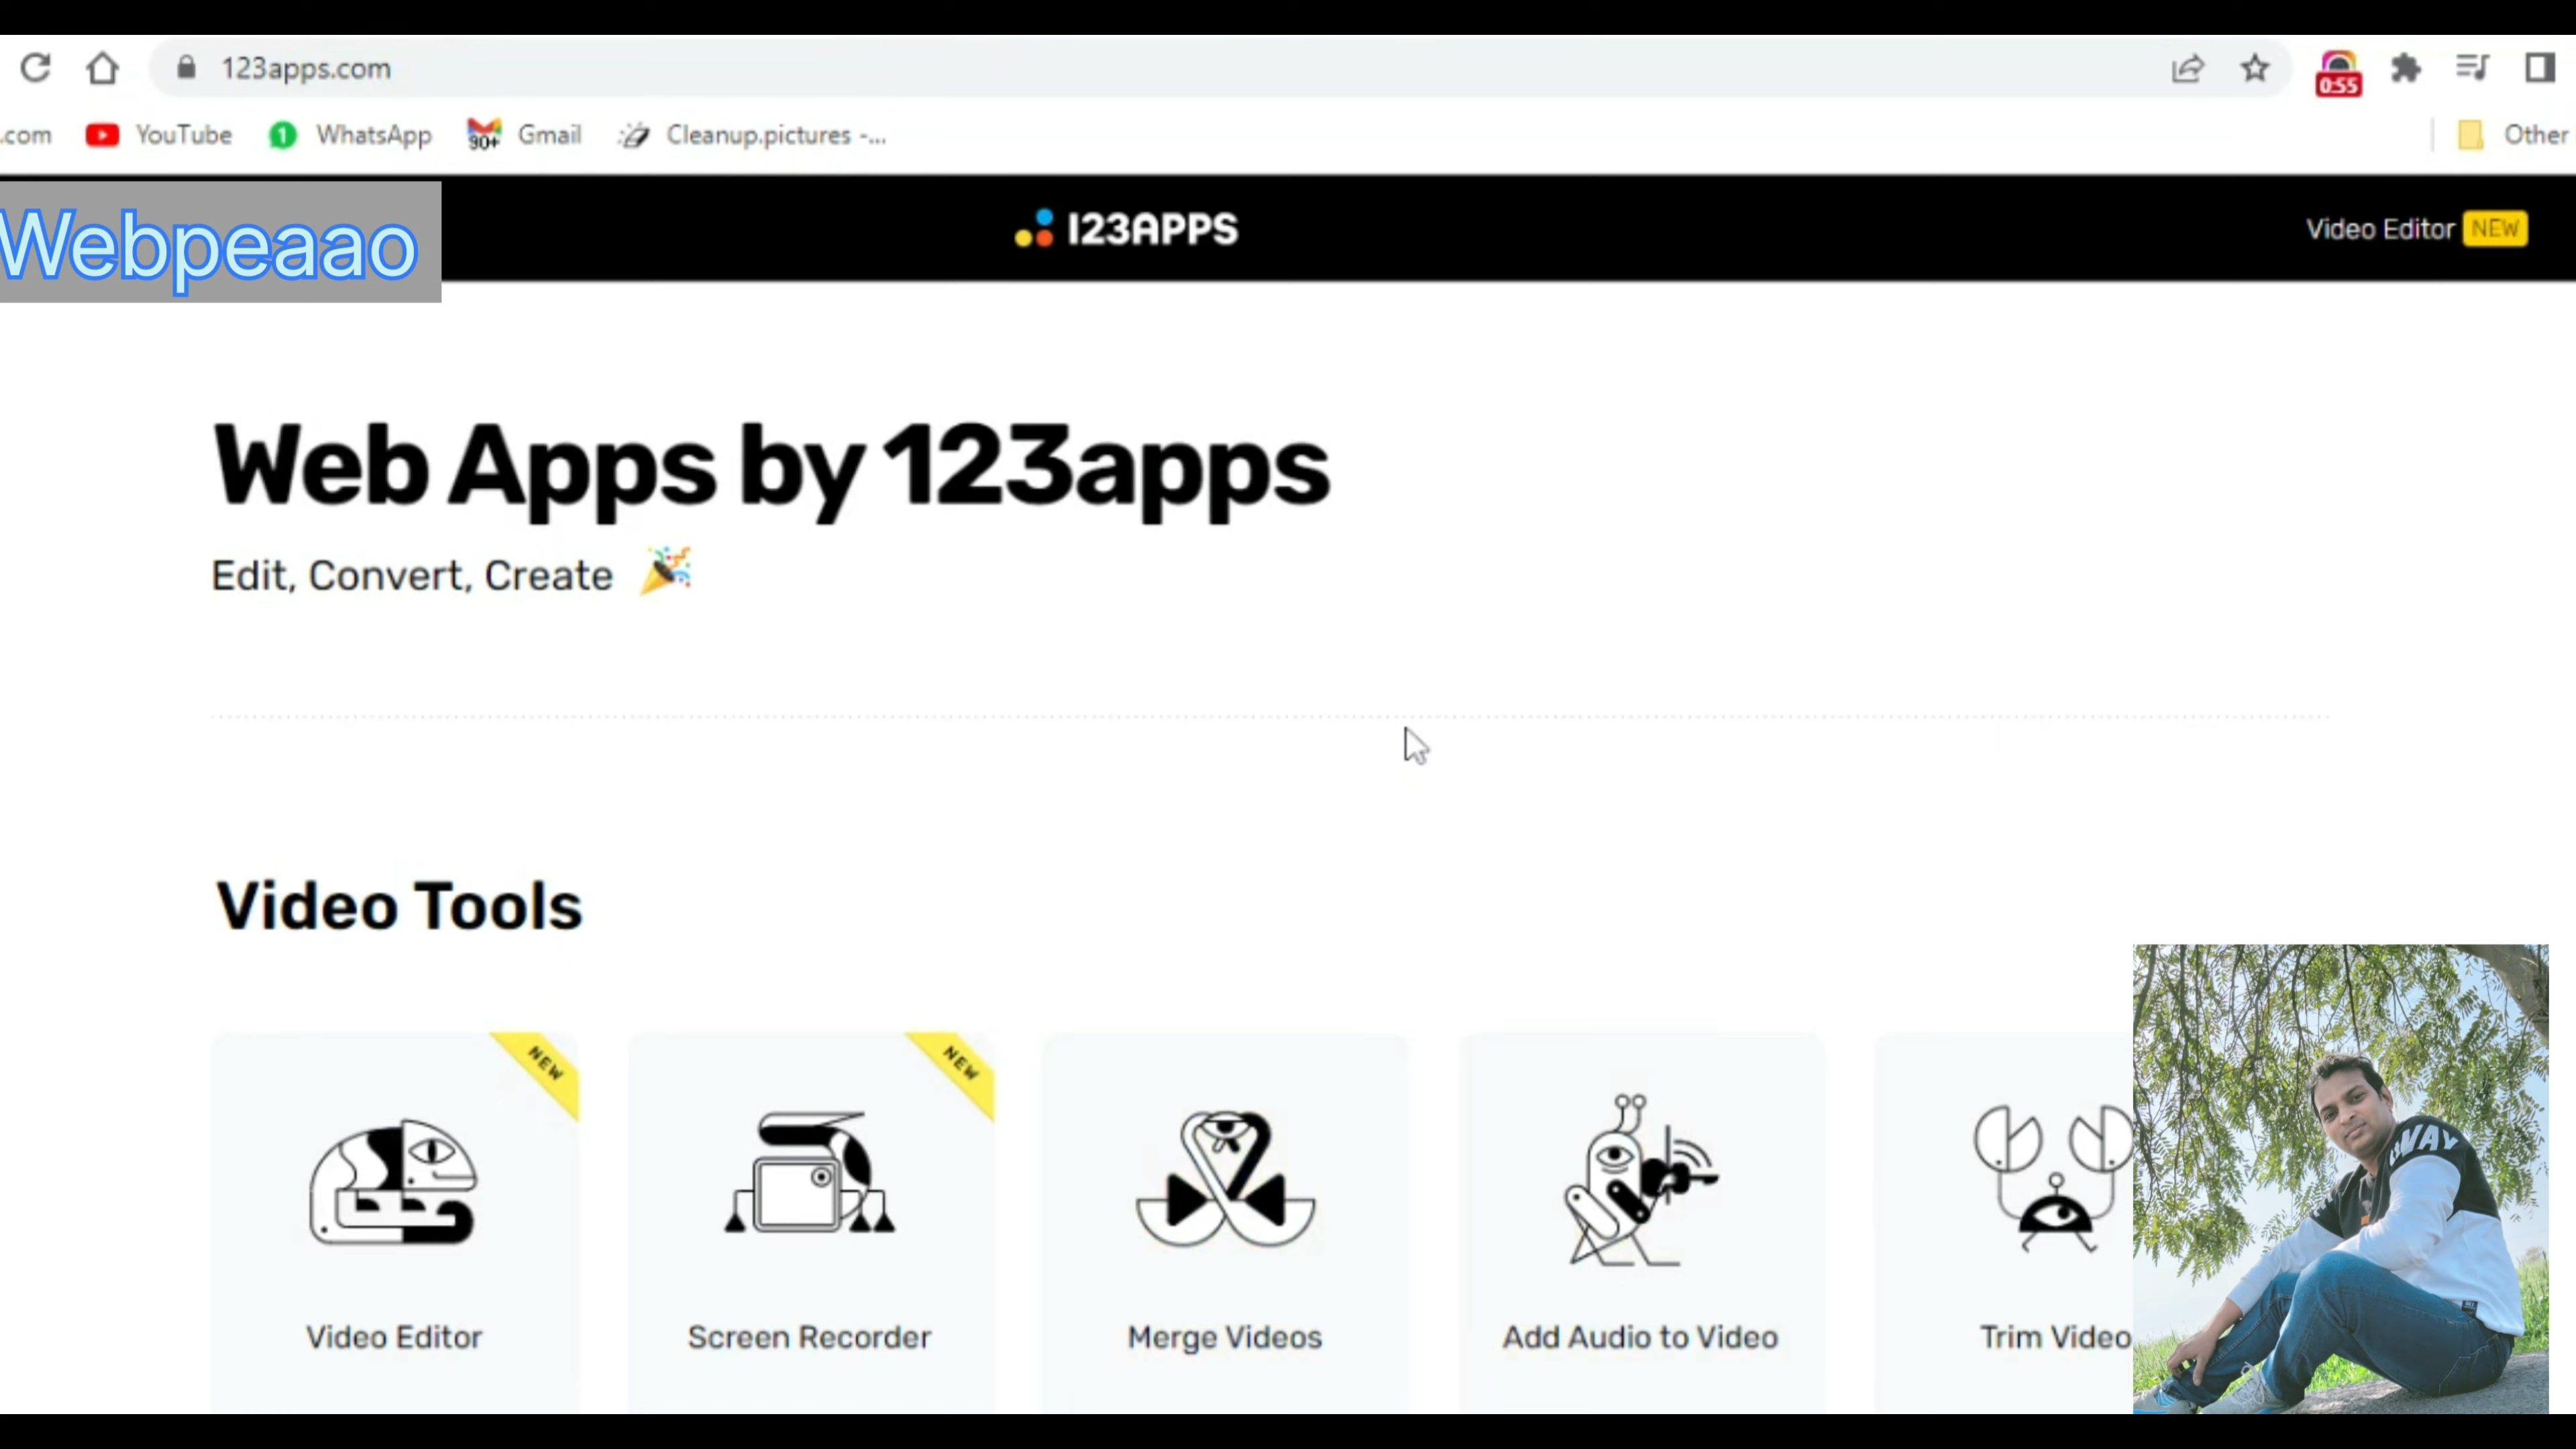 123apps.com
0:55
.com YouTube 1 WhatsApp 90+ Gmail Cleanup.pictures -... Other
Webpeaao
123APPS
Video Editor NEW
Web Apps by 123apps
Edit, Convert, Create
Video Tools
NEW
NEW
Video Editor
Screen Recorder
Merge Videos
Add Audio to Video
Trim Video